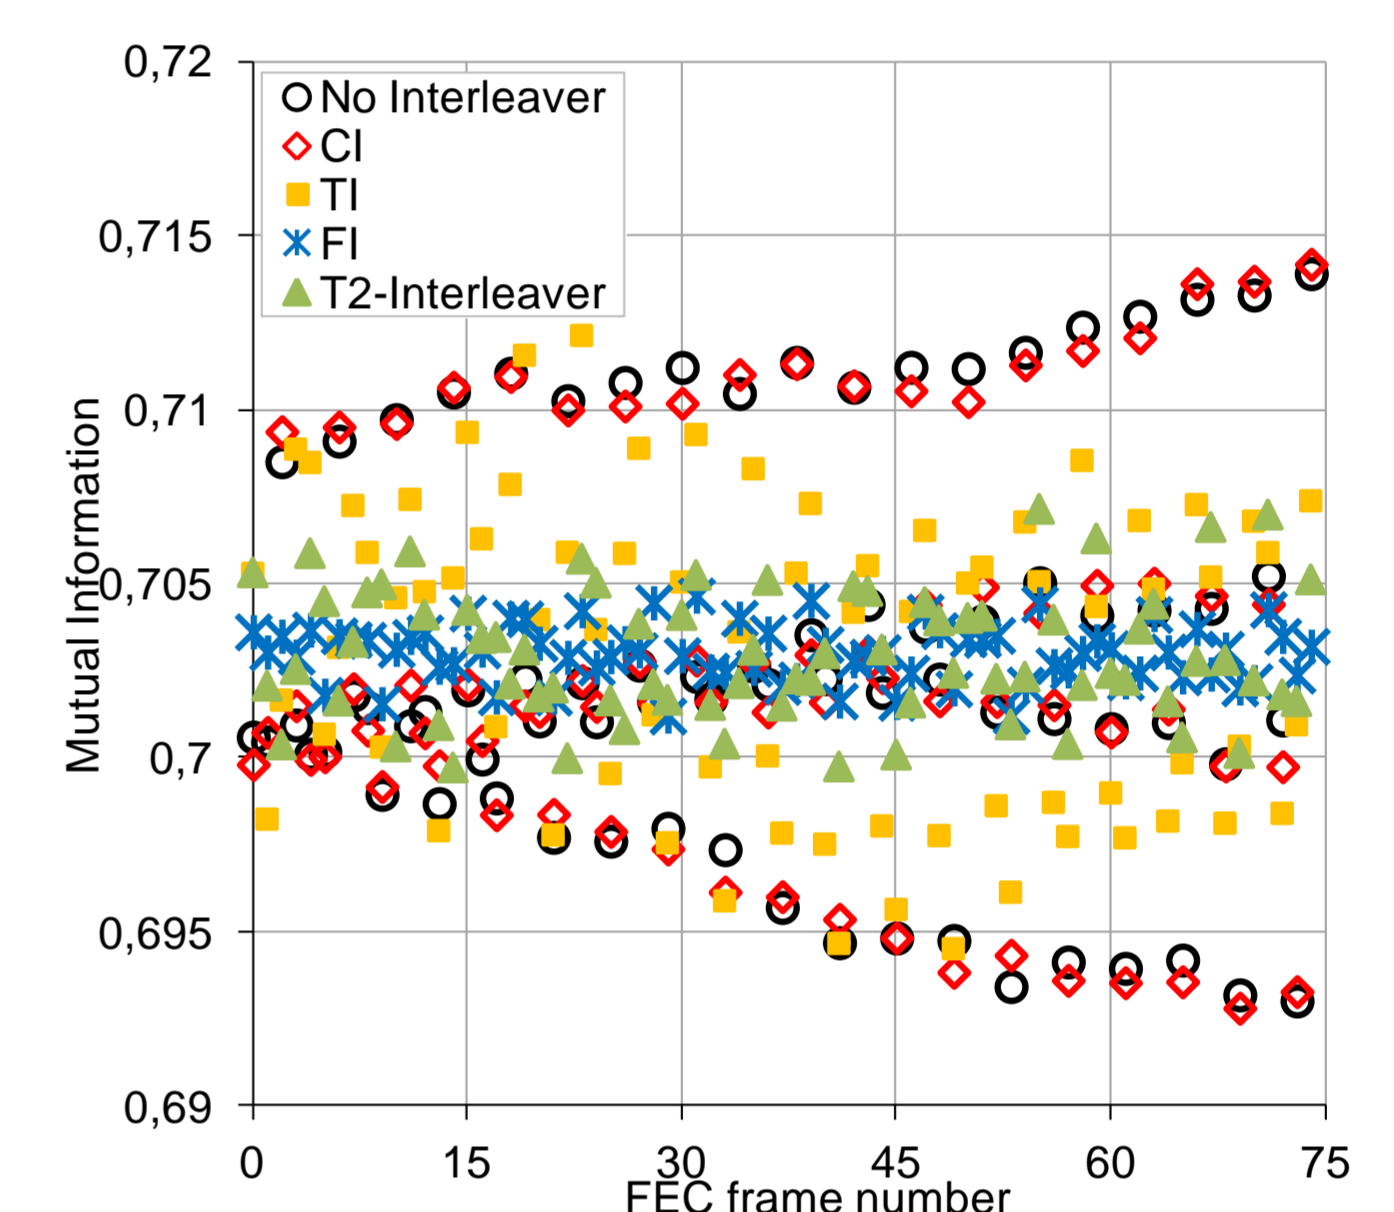 0,72
0,715
0,71
0,705
0,7
0,695
0,69
Mutual Information
No Interleaver
CI
TI
FI
T2-Interleaver
0 15 30 45 60 75
FEC frame number